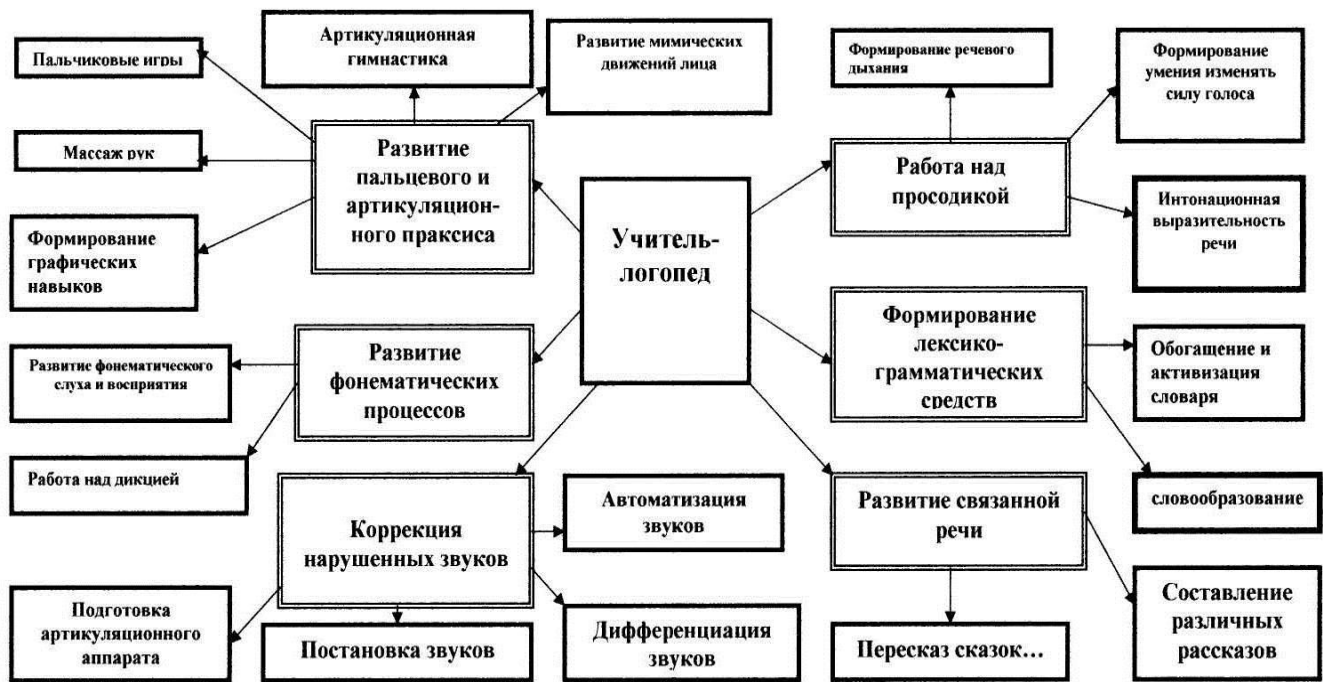 Пальчиковые игры
Артикуляционная
гимнастика
Развитие мимических
движений лица
Массаж рук
Развитие
пальцевого и
артикуляцион-
ного праксиса
Формирование
графических
навыков
Формирование речевого
дыхания
Формирование
умения изменять
силу голоса
Работа над
просодикой
Интонационная
выразительность
речи
Учитель-
логопед
Развитие фонематического
слуха и восприятия
Развитие
фонематических
процессов
Работа над дикцией
Формирование
лексико-
грамматических
средств
Обогащение и
активизация
словаря
словообразование
Коррекция
нарушенных звуков
Автоматизация
звуков
Подготовка
артикуляционного
аппарата
Постановка звуков
Дифференциация
звуков
Развитие связанной
речи
Пересказ сказок…
Составление
различных
рассказов